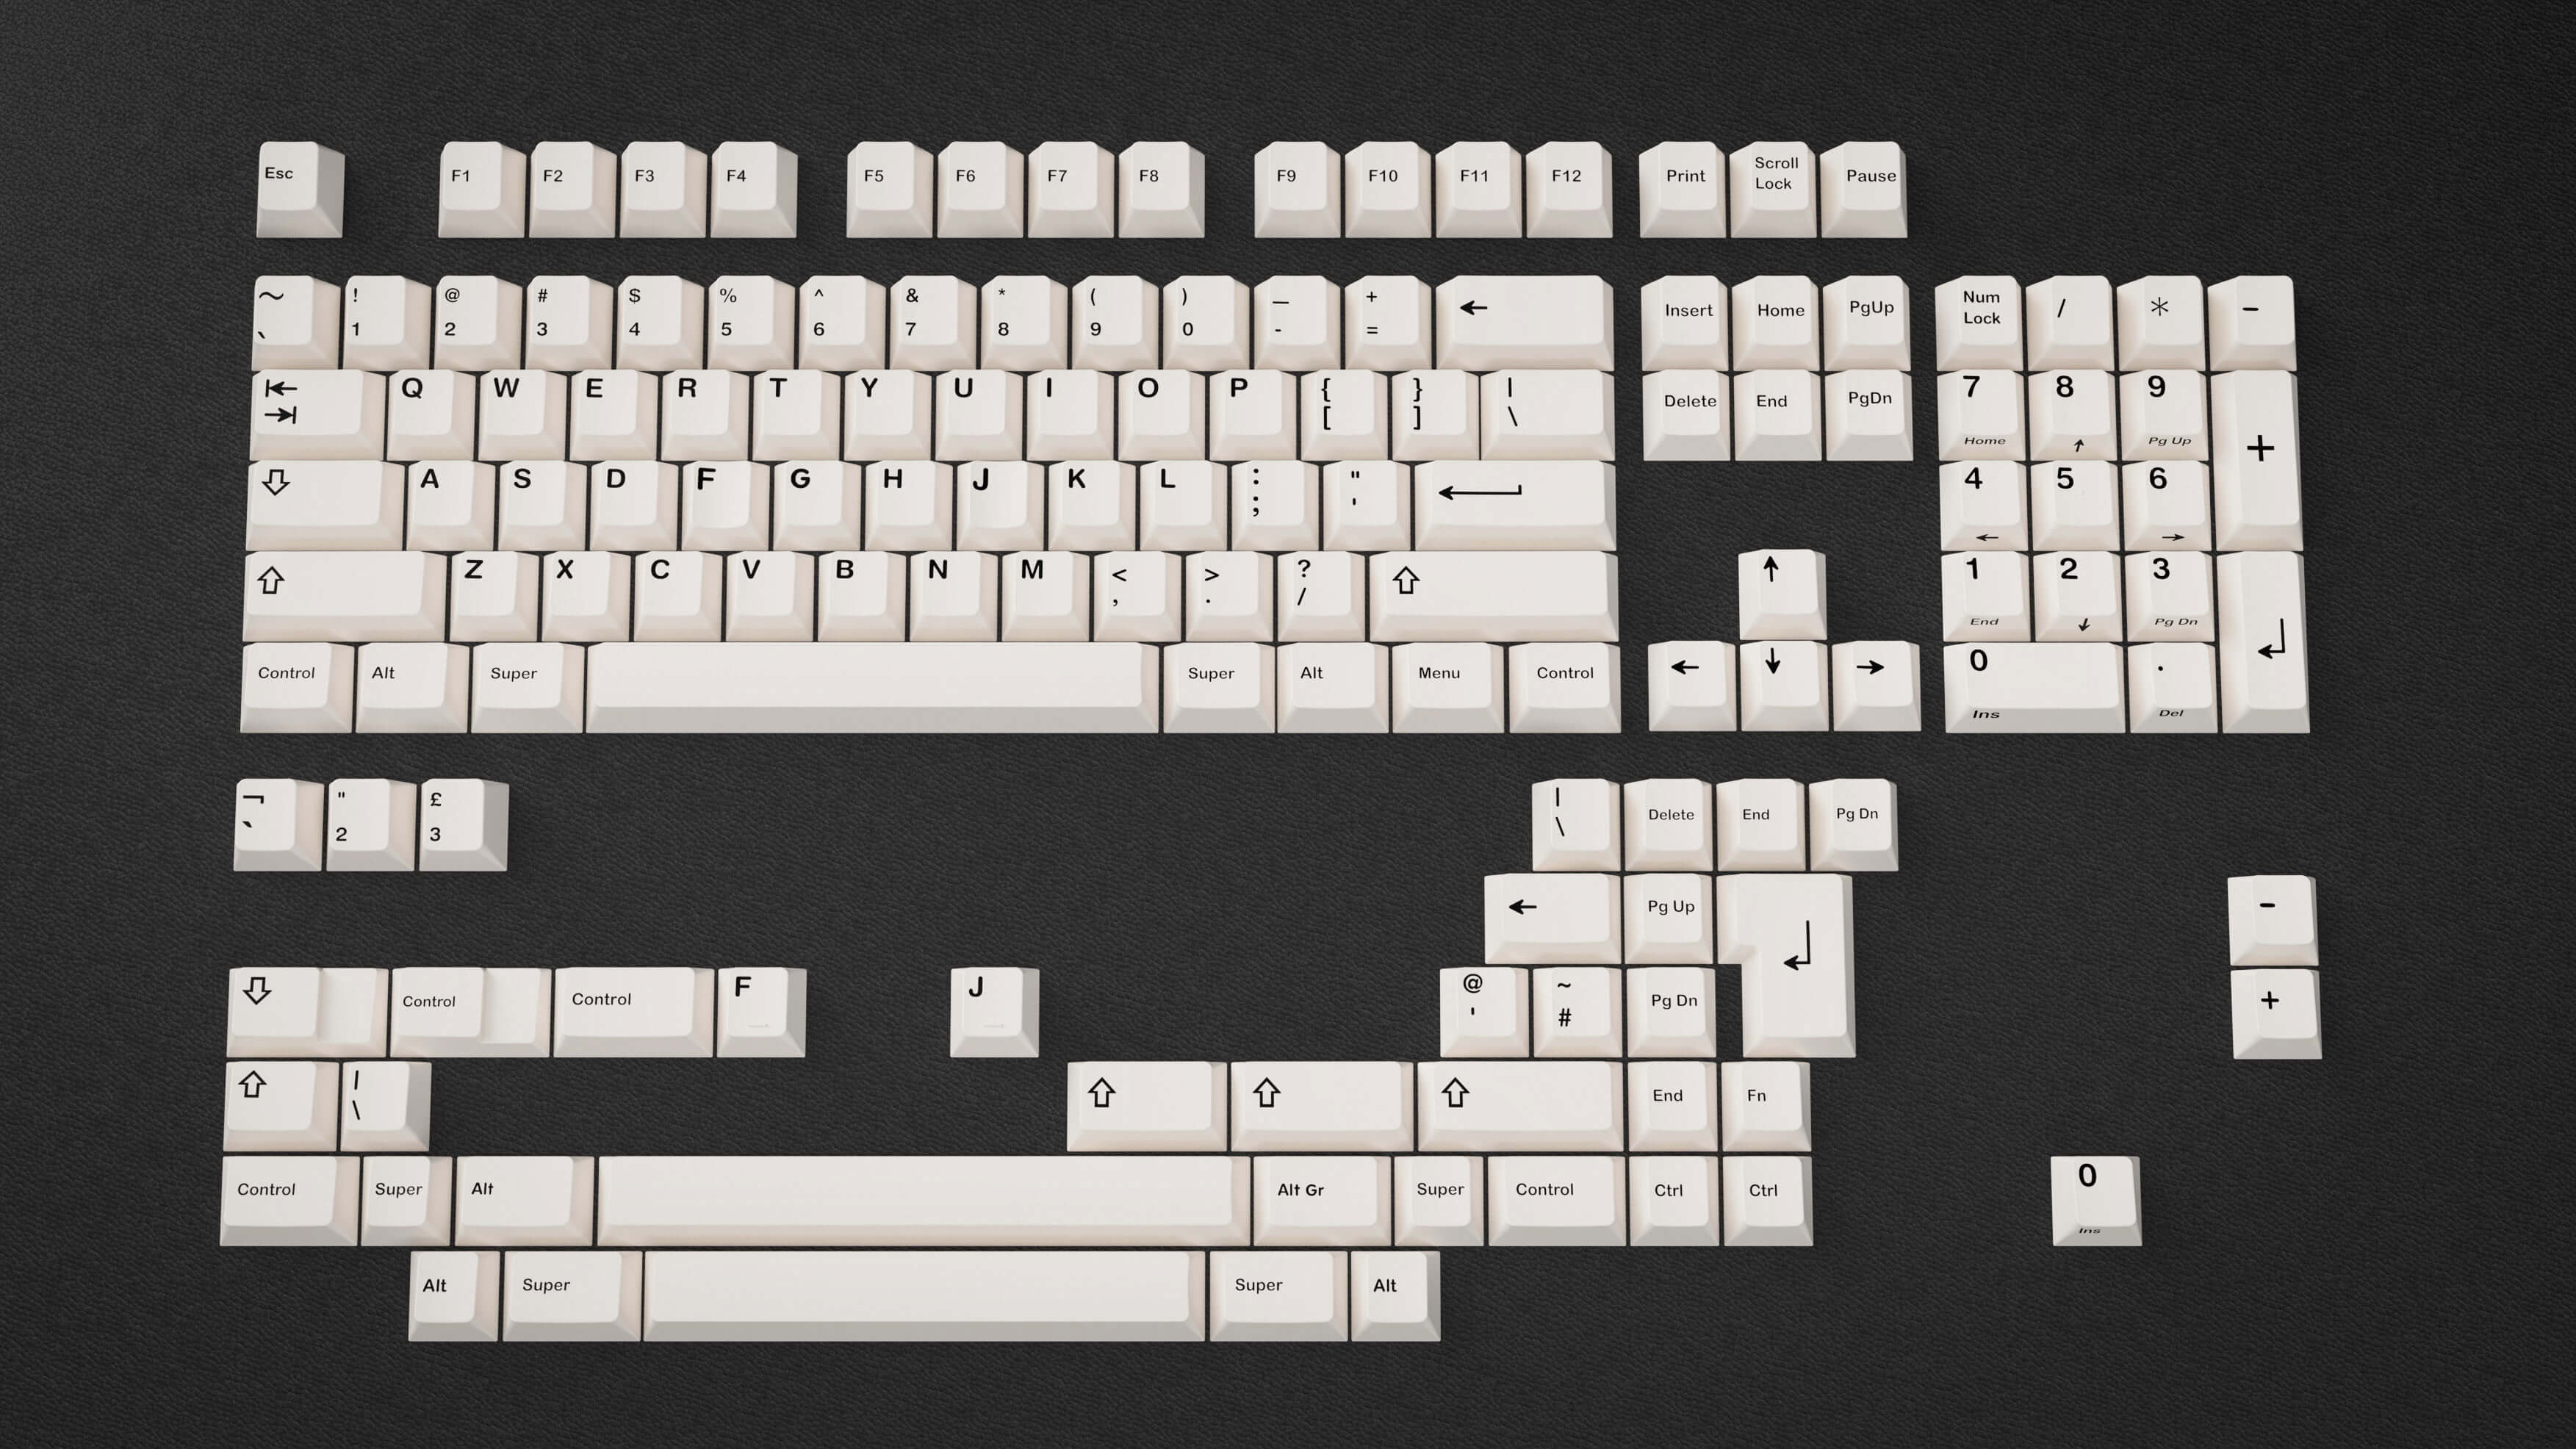 Esc F1 F2 F3 F4 F5 F6 F7 F8 F9 F10 F11 F12 Print Scroll Lock Pause
~ ! @ # $ % ^ & * ( ) — + ← Insert Home PgUp Num Lock / * -
` 1 2 3 4 5 6 7 8 9 0 - =
⇤ Q W E R T Y U I O P { } | Delete End PgDn 7 8 9 +
⇥ [ ] \ Home ↑ Pg Up
⇩ A S D F G H J K L : " ⟵ 4 5 6
; ' ← →
⇧ Z X C V B N M < > ? ⇧ ↑ 1 2 3 ↵
, . / End ↓ Pg Dn
Control Alt Super Super Alt Menu Control ← ↓ → 0 .
Ins Del
¬ " £ | Delete End Pg Dn
` 2 3 \
← Pg Up ↵ -
⇩ Control Control F J @ ~ Pg Dn +
' #
⇧ | ⇧ ⇧ ⇧ End Fn
\
Control Super Alt Alt Gr Super Control Ctrl Ctrl 0
Ins
Alt Super Super Alt